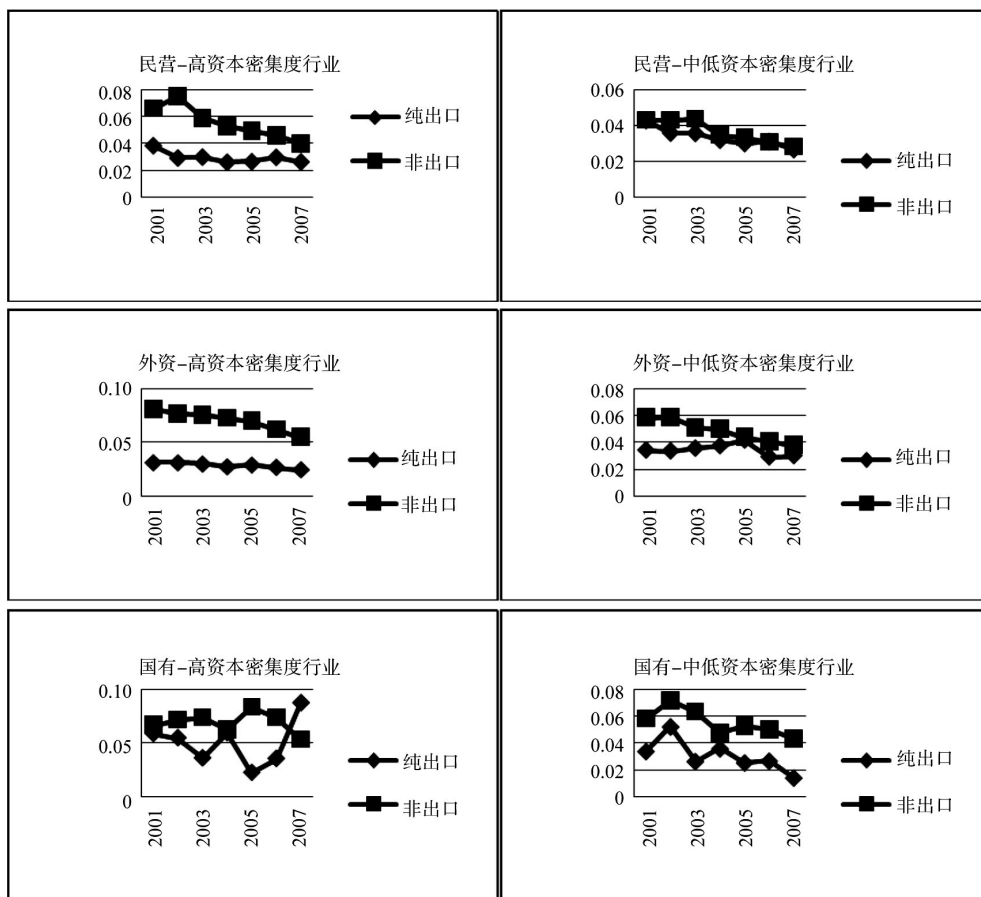 民营-高资本密集度行业
0.08
0.06
0.04
0.02
0
2001
2003
2005
2007
纯出口
非出口
民营-中低资本密集度行业
0.06
0.04
0.02
0
2001
2003
2005
2007
纯出口
非出口
外资-高资本密集度行业
0.10
0.05
0
2001
2003
2005
2007
纯出口
非出口
外资-中低资本密集度行业
0.08
0.06
0.04
0.02
0
2001
2003
2005
2007
纯出口
非出口
国有-高资本密集度行业
0.10
0.05
0
2001
2003
2005
2007
纯出口
非出口
国有-中低资本密集度行业
0.08
0.06
0.04
0.02
0
2001
2003
2005
2007
纯出口
非出口